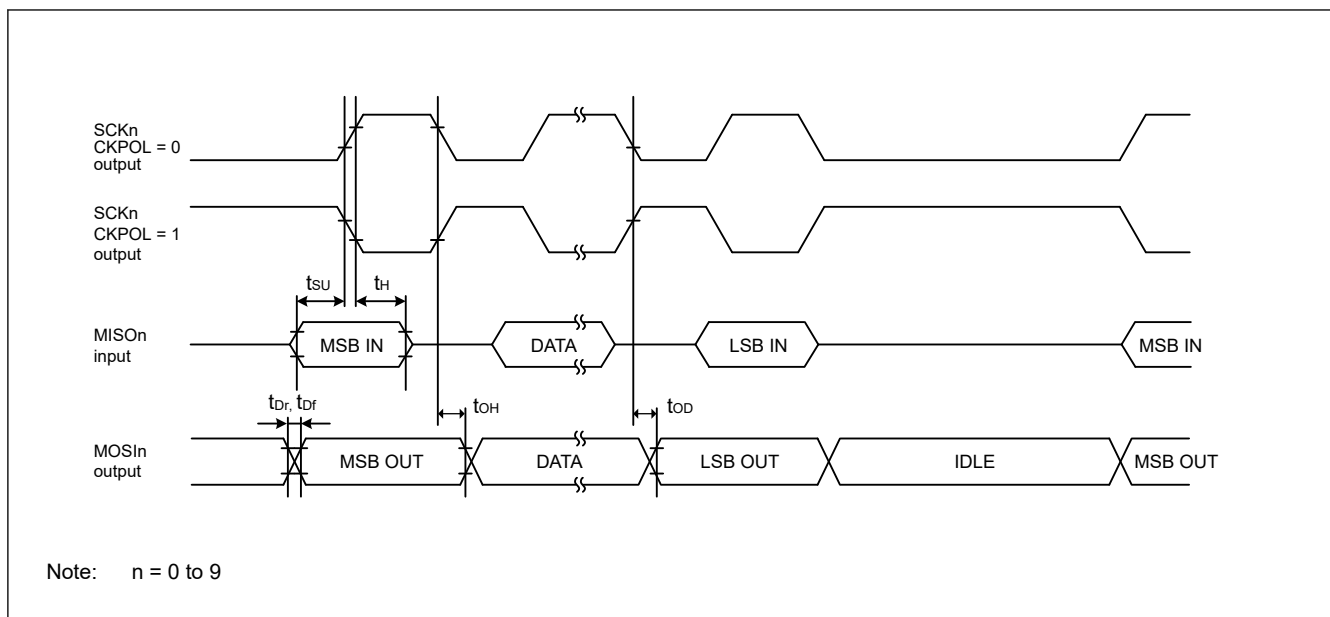 SCKn
CKPOL = 0
output
SCKn
CKPOL = 1
output
tSU
tH
MISOn
input
MSB IN
DATA
LSB IN
MSB IN
tDr, tDf
tOH
tOD
MOSIn
output
MSB OUT
DATA
LSB OUT
IDLE
MSB OUT
Note: n = 0 to 9